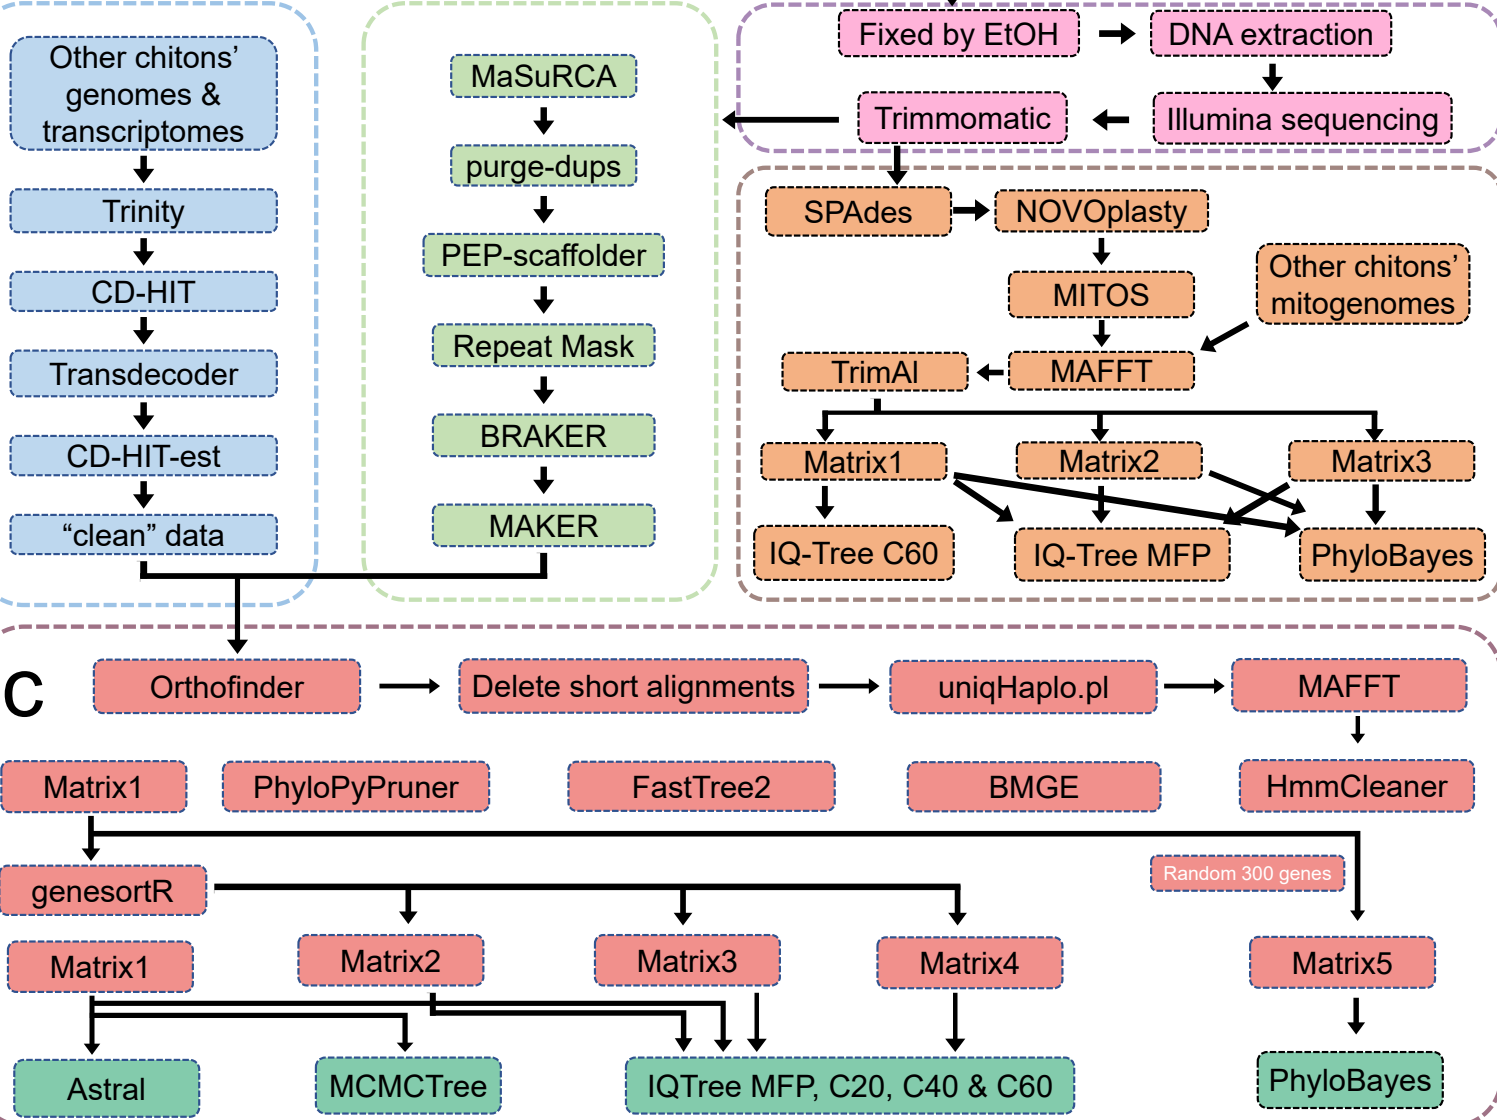 Other chitons’
genomes &
transcriptomes
Trinity
CD-HIT
Transdecoder
CD-HIT-est
“clean” data
MaSuRCA
purge-dups
PEP-scaffolder
Repeat Mask
BRAKER
MAKER
Fixed by EtOH
DNA extraction
Trimmomatic
Illumina sequencing
SPAdes
NOVOplasty
MITOS
Other chitons’
mitogenomes
TrimAl
MAFFT
Matrix1
Matrix2
Matrix3
IQ-Tree C60
IQ-Tree MFP
PhyloBayes
C
Orthofinder
Delete short alignments
uniqHaplo.pl
MAFFT
Matrix1
PhyloPyPruner
FastTree2
BMGE
HmmCleaner
genesortR
Random 300 genes
Matrix1
Matrix2
Matrix3
Matrix4
Matrix5
Astral
MCMCTree
IQTree MFP, C20, C40 & C60
PhyloBayes